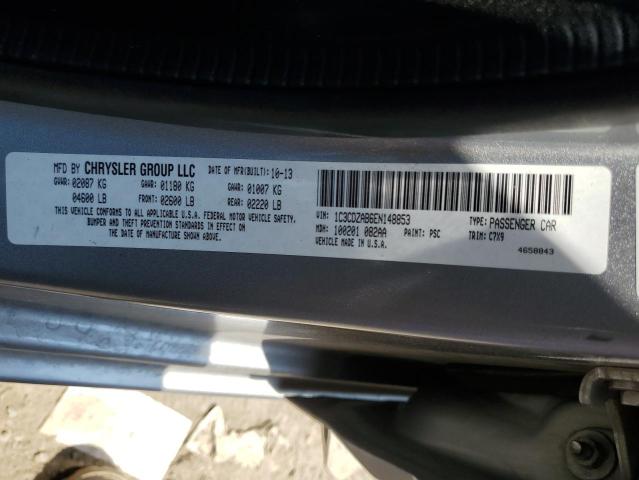 MFD BY CHRYSLER GROUP LLC DATE OF MFR(BUILT): 10-13
GVWR: 02087 KG GAWR: 01180 KG GAWR: 01007 KG
04600 LB FRONT: 02600 LB REAR: 02220 LB
THIS VEHICLE CONFORMS TO ALL APPLICABLE U.S.A. FEDERAL MOTOR VEHICLE SAFETY,
BUMPER AND THEFT PREVENTION STANDARDS IN EFFECT ON
THE DATE OF MANUFACTURE SHOWN ABOVE.
VIN: 1C3CDZAB6EN148853 TYPE: PASSENGER CAR
MDH: 100201 082AA PAINT: PSC TRIM: C7X9
VEHICLE MADE IN: U.S.A. 4658843